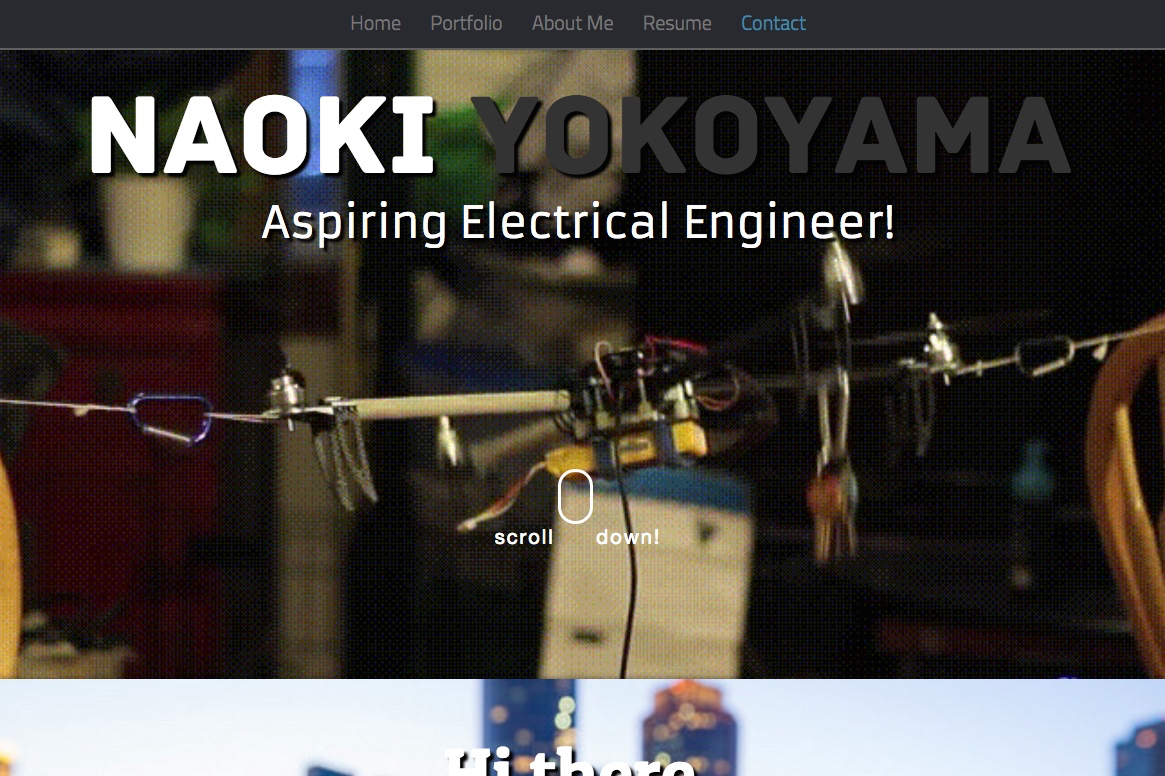 Home Portfolio About Me Resume Contact
NAOKI YOKOYAMA
Aspiring Electrical Engineer!
scroll down!
Hi there